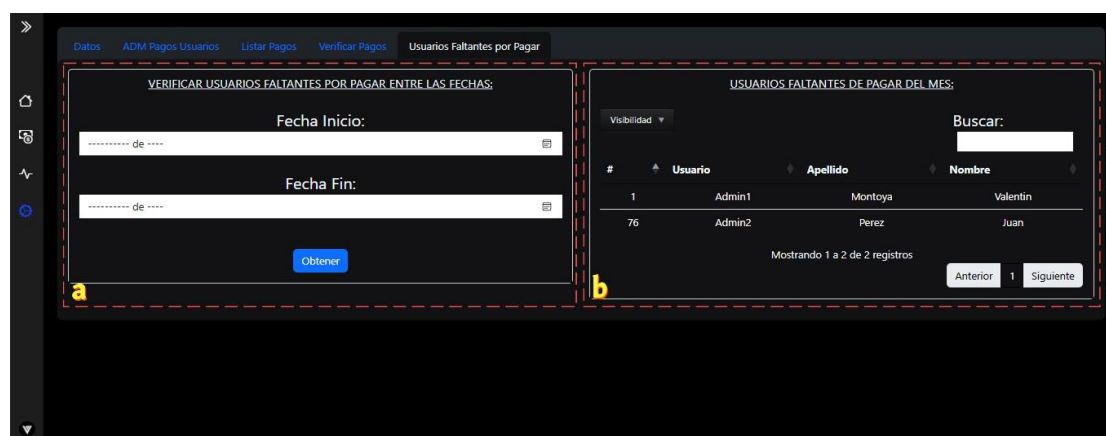 Datos ADM Pagos Usuarios Listar Pagos Verificar Pagos Usuarios Faltantes por Pagar
VERIFICAR USUARIOS FALTANTES POR PAGAR ENTRE LAS FECHAS:
Fecha Inicio:
---------- de ----
Fecha Fin:
---------- de ----
Obtener
a
USUARIOS FALTANTES DE PAGAR DEL MES:
Visibilidad ▼
Buscar:
# Usuario Apellido Nombre
1 Admin1 Montoya Valentin
76 Admin2 Perez Juan
Mostrando 1 a 2 de 2 registros
Anterior 1 Siguiente
b